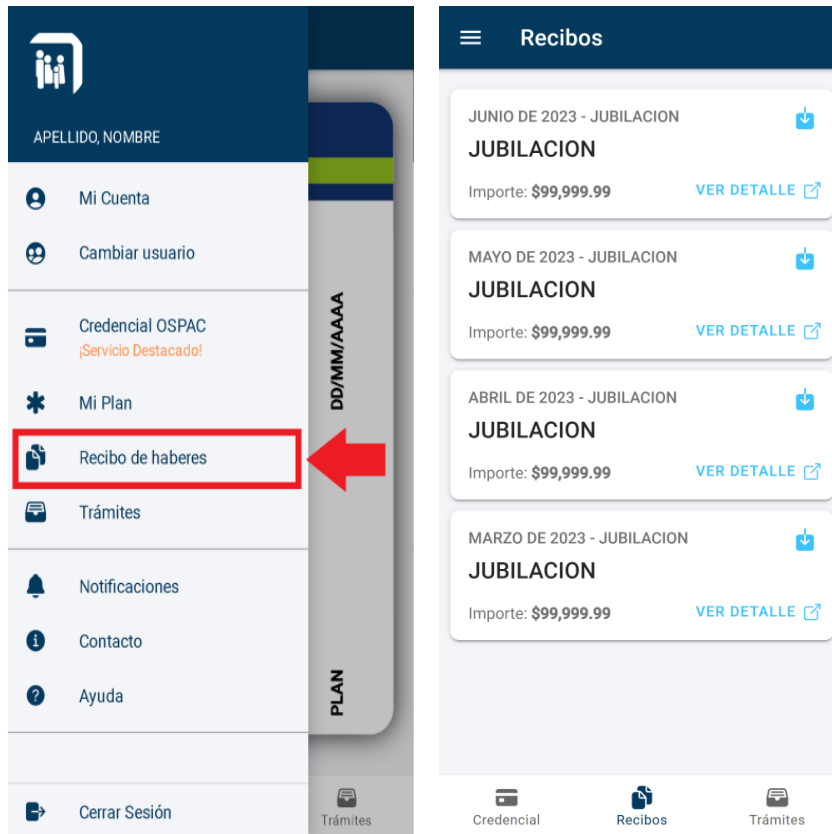 APELLIDO, NOMBRE
Mi Cuenta
Cambiar usuario
Credencial OSPAC
¡Servicio Destacado!
Mi Plan
Recibo de haberes
Trámites
Notificaciones
Contacto
Ayuda
Cerrar Sesión
DD/MM/AAAA
PLAN
Trámites
Recibos
JUNIO DE 2023 - JUBILACION
JUBILACION
Importe: $99,999.99 VER DETALLE
MAYO DE 2023 - JUBILACION
JUBILACION
Importe: $99,999.99 VER DETALLE
ABRIL DE 2023 - JUBILACION
JUBILACION
Importe: $99,999.99 VER DETALLE
MARZO DE 2023 - JUBILACION
JUBILACION
Importe: $99,999.99 VER DETALLE
Credencial Recibos Trámites